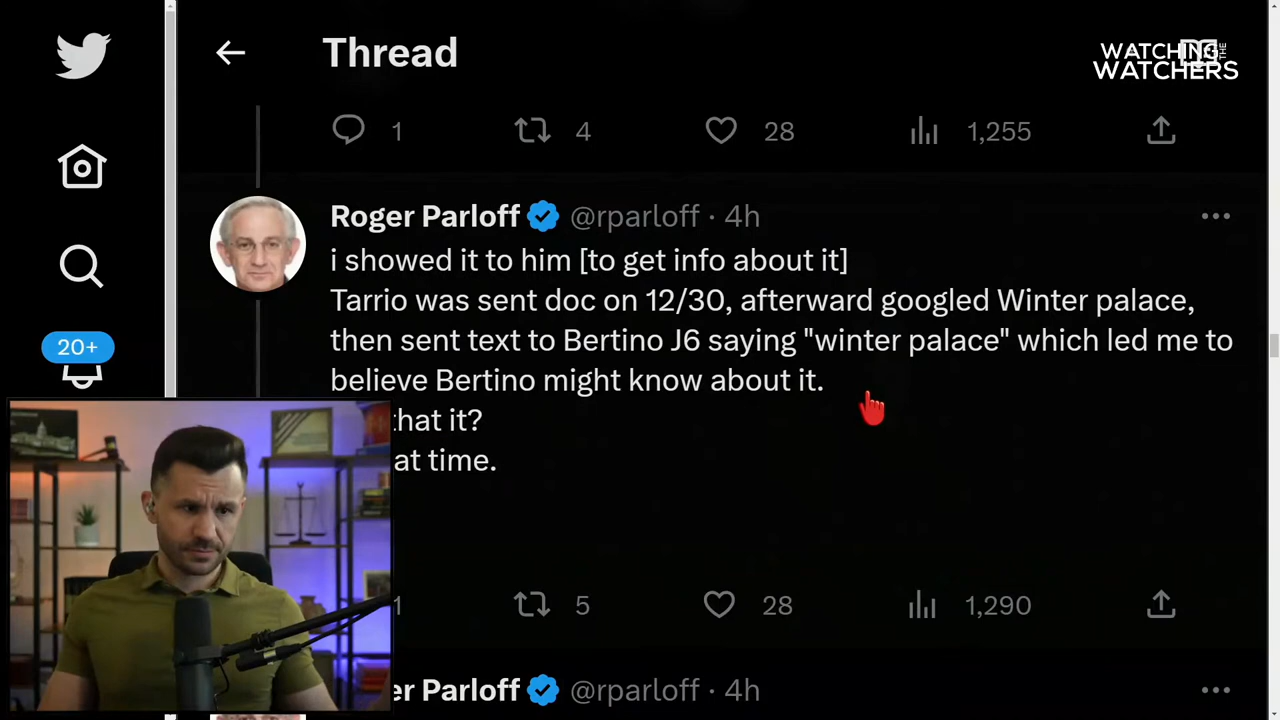 Thread
WATCHING THE
WATCHERS
1 4 28 1,255
Roger Parloff @rparloff · 4h
i showed it to him [to get info about it]
Tarrio was sent doc on 12/30, afterward googled Winter palace,
then sent text to Bertino J6 saying "winter palace" which led me to
believe Bertino might know about it.
that it?
at time.
20+
1 5 28 1,290
er Parloff @rparloff · 4h